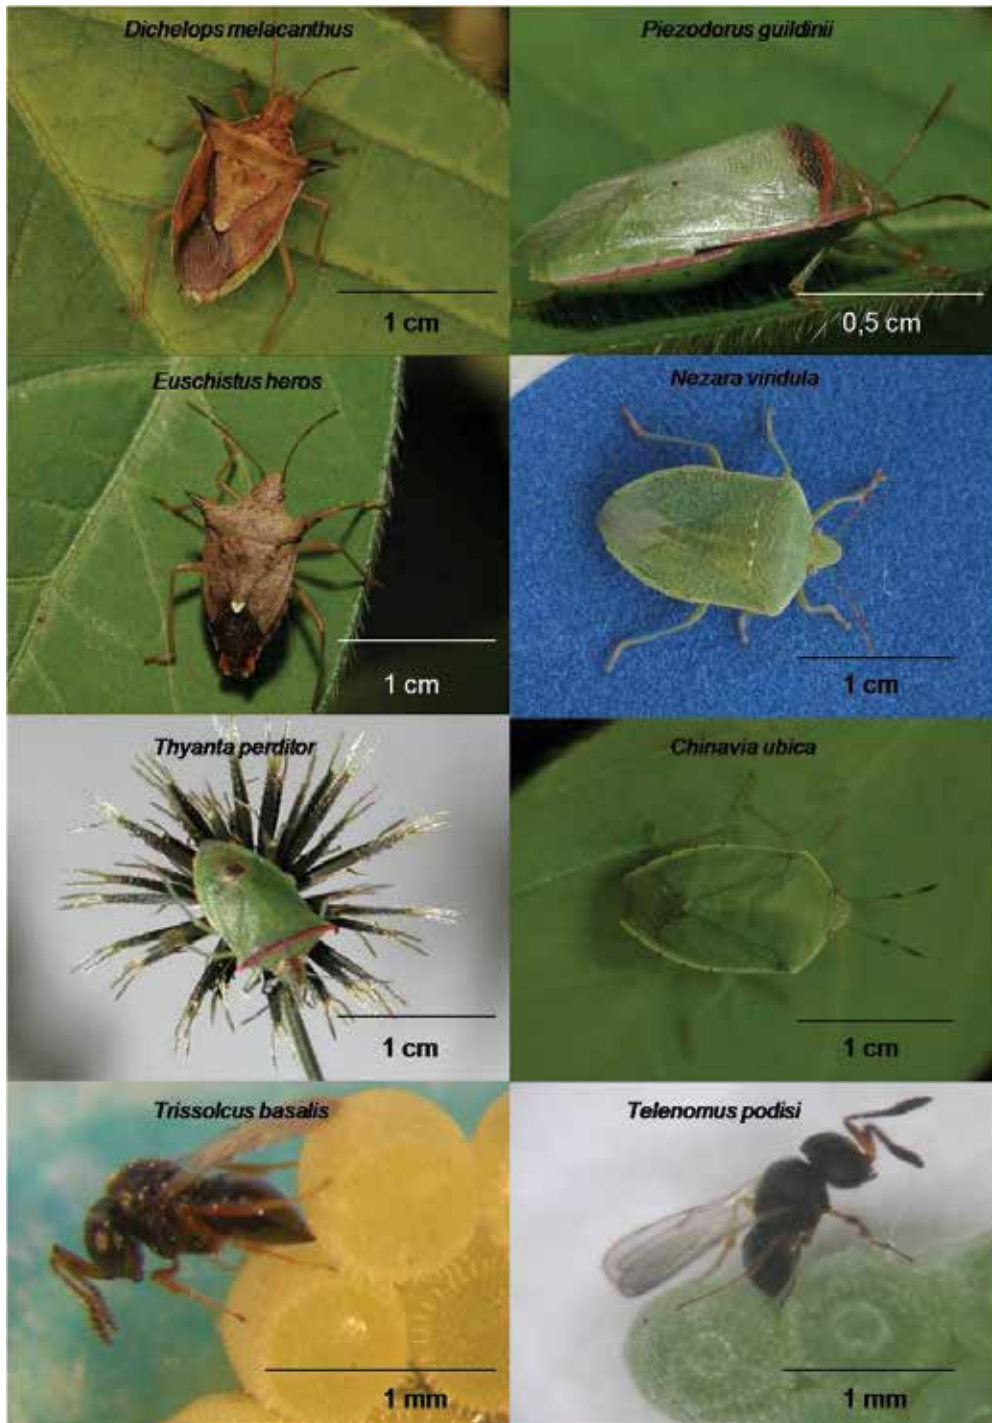 Dichelops melacanthus
1 cm
Piezodorus guildinii
0,5 cm
Euschistus heros
1 cm
Nezara viridula
1 cm
Thyanta perditor
1 cm
Chinavia ubica
1 cm
Trissolcus basalis
1 mm
Telenomus podisi
1 mm